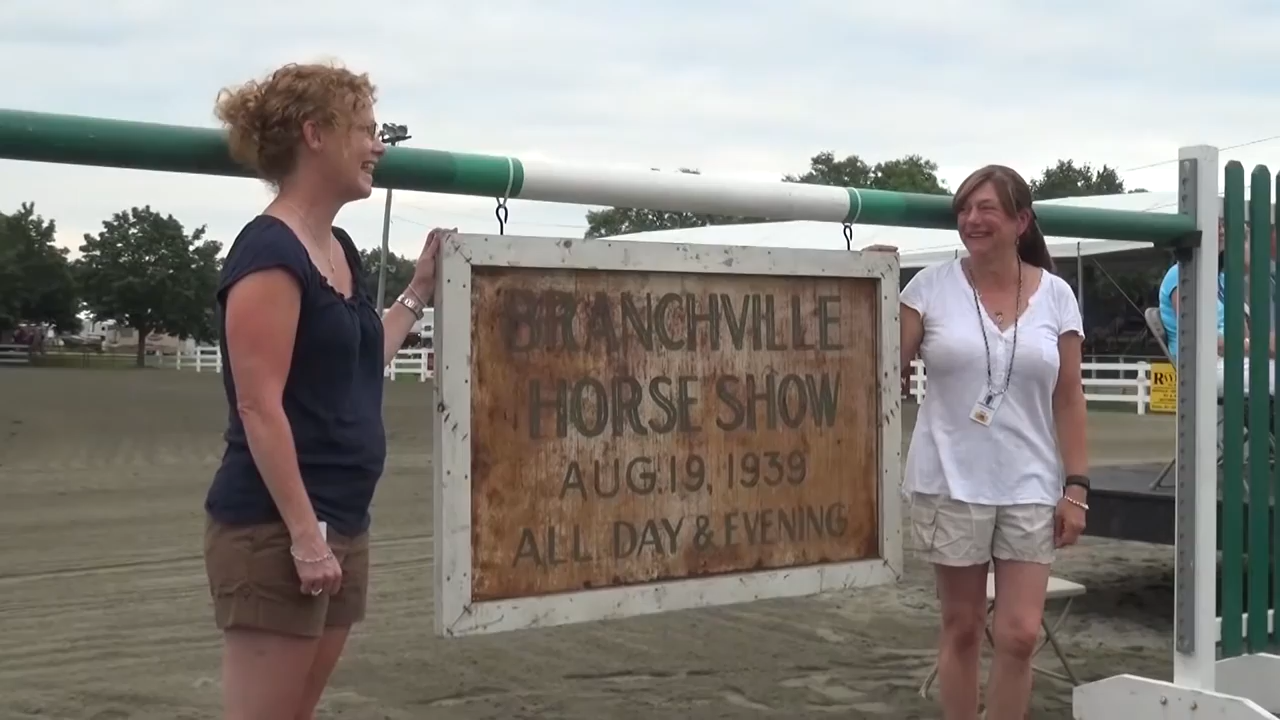 BRANCHVILLE
HORSE SHOW
AUG. 19, 1939
ALL DAY & EVENING